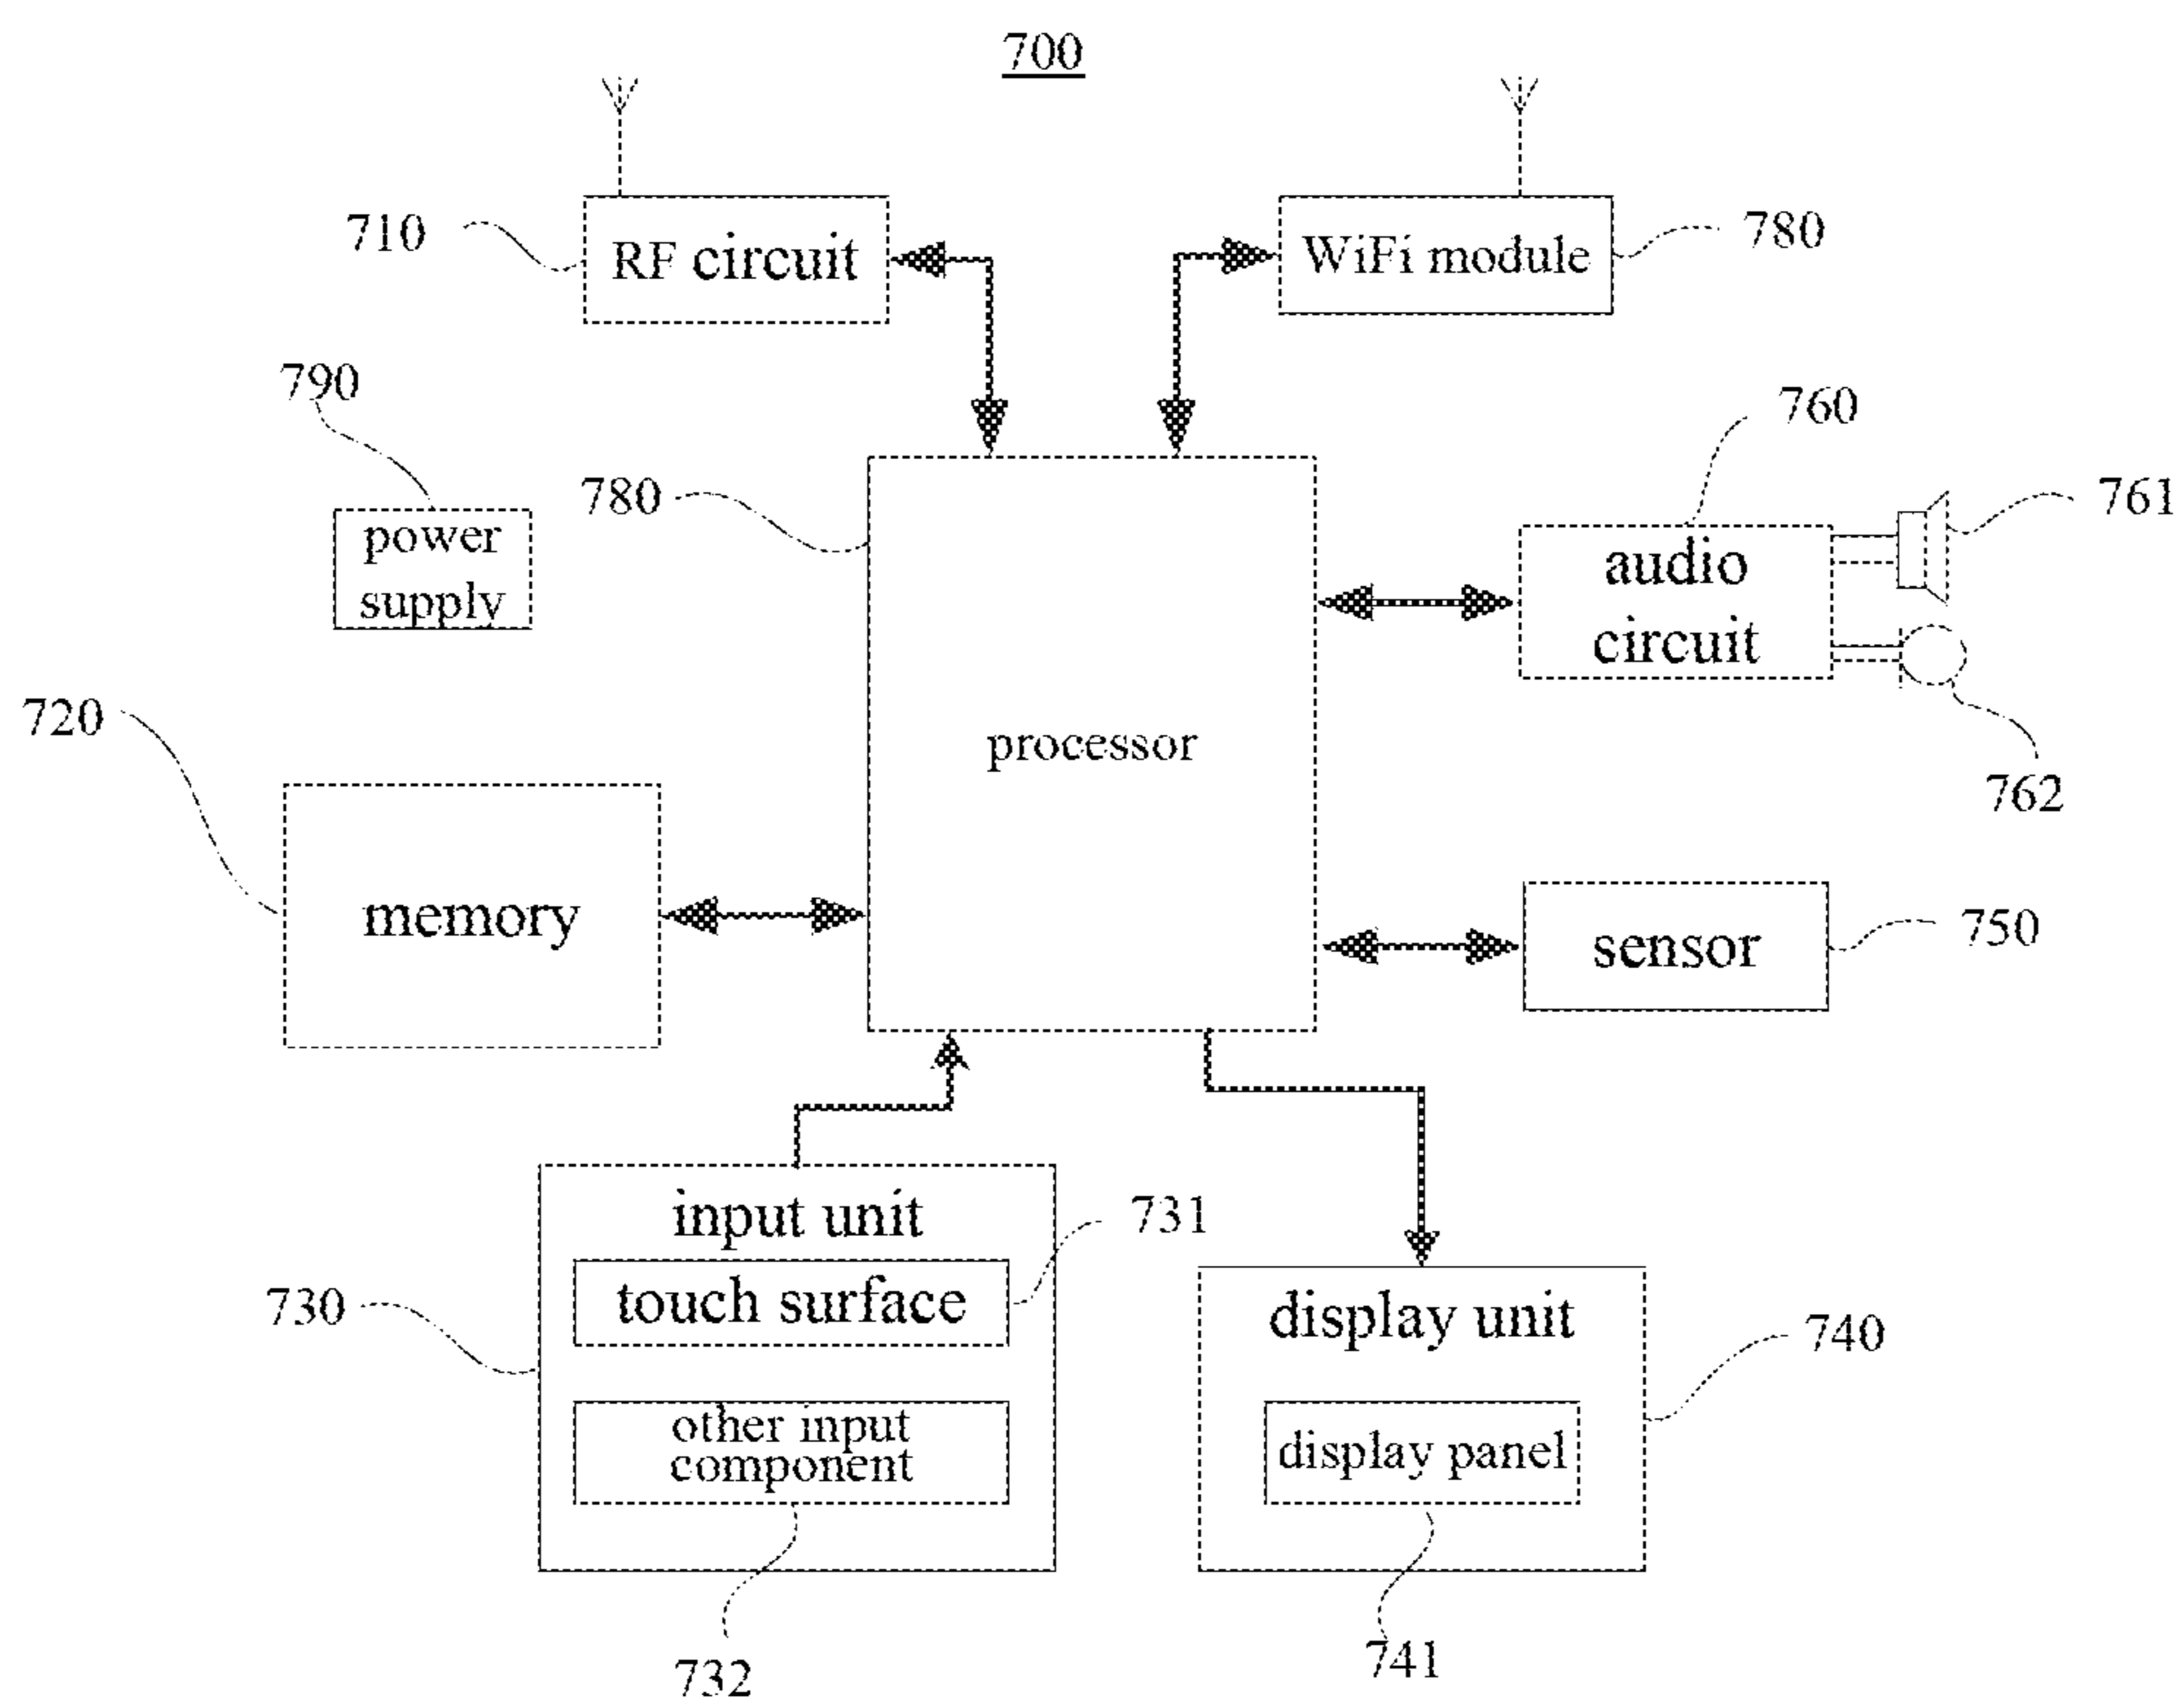 700
710
RF circuit
WiFi module
780
790
power
supply
780
processor
760
audio
circuit
761
762
720
memory
sensor
750
input unit
731
touch surface
730
other input
component
732
display unit
740
display panel
741